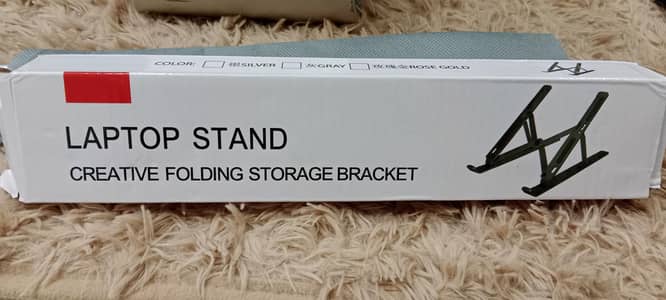 COLOR: 银SILVER 灰GRAY 玫瑰金ROSE GOLD
LAPTOP STAND
CREATIVE FOLDING STORAGE BRACKET